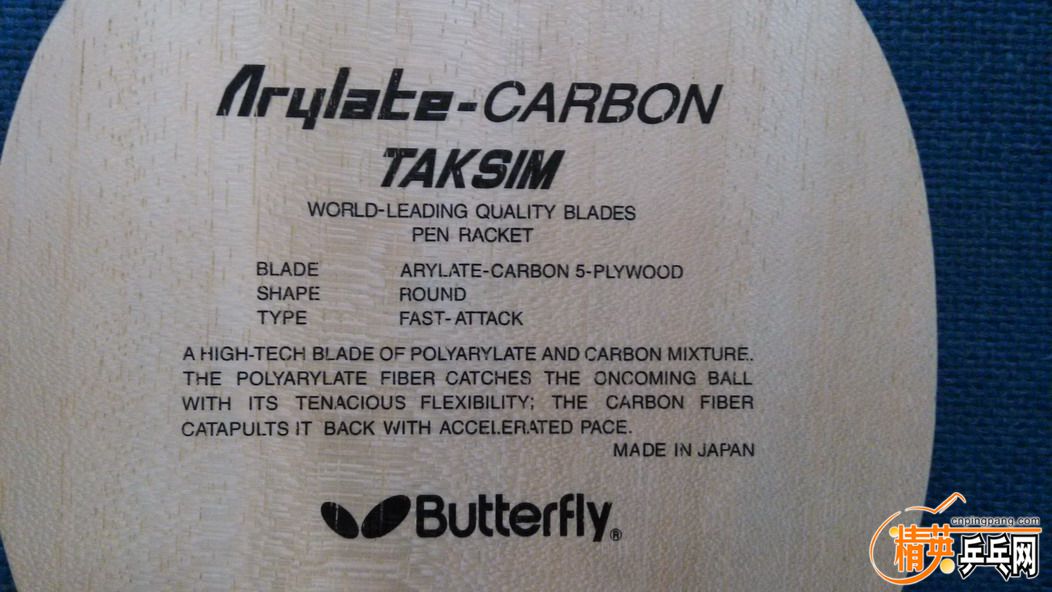 Arylate-CARBON
TAKSIM
WORLD-LEADING QUALITY BLADES
PEN RACKET
BLADE ARYLATE-CARBON 5-PLYWOOD
SHAPE ROUND
TYPE FAST-ATTACK
A HIGH-TECH BLADE OF POLYARYLATE AND CARBON MIXTURE.
THE POLYARYLATE FIBER CATCHES THE ONCOMING BALL
WITH ITS TENACIOUS FLEXIBILITY; THE CARBON FIBER
CATAPULTS IT BACK WITH ACCELERATED PACE.
MADE IN JAPAN
Butterfly®
cnpingpang.com
精英乒乓网